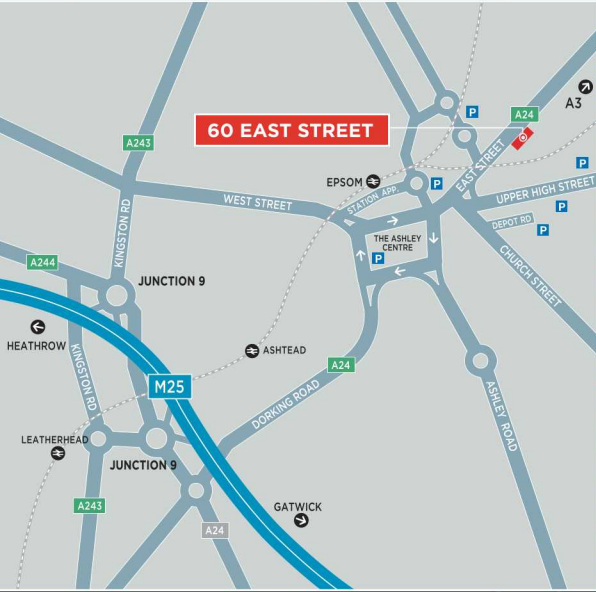 A24
A3
P
60 EAST STREET
A243
P
EAST STREET
EPSOM
P
STATION APP.
UPPER HIGH STREET
WEST STREET
P
KINGSTON RD
DEPOT RD
P
THE ASHLEY
CENTRE
P
CHURCH STREET
A244
JUNCTION 9
HEATHROW
KINGSTON RD
ASHTEAD
A24
M25
DORKING ROAD
ASHLEY ROAD
LEATHERHEAD
JUNCTION 9
A243
GATWICK
A24